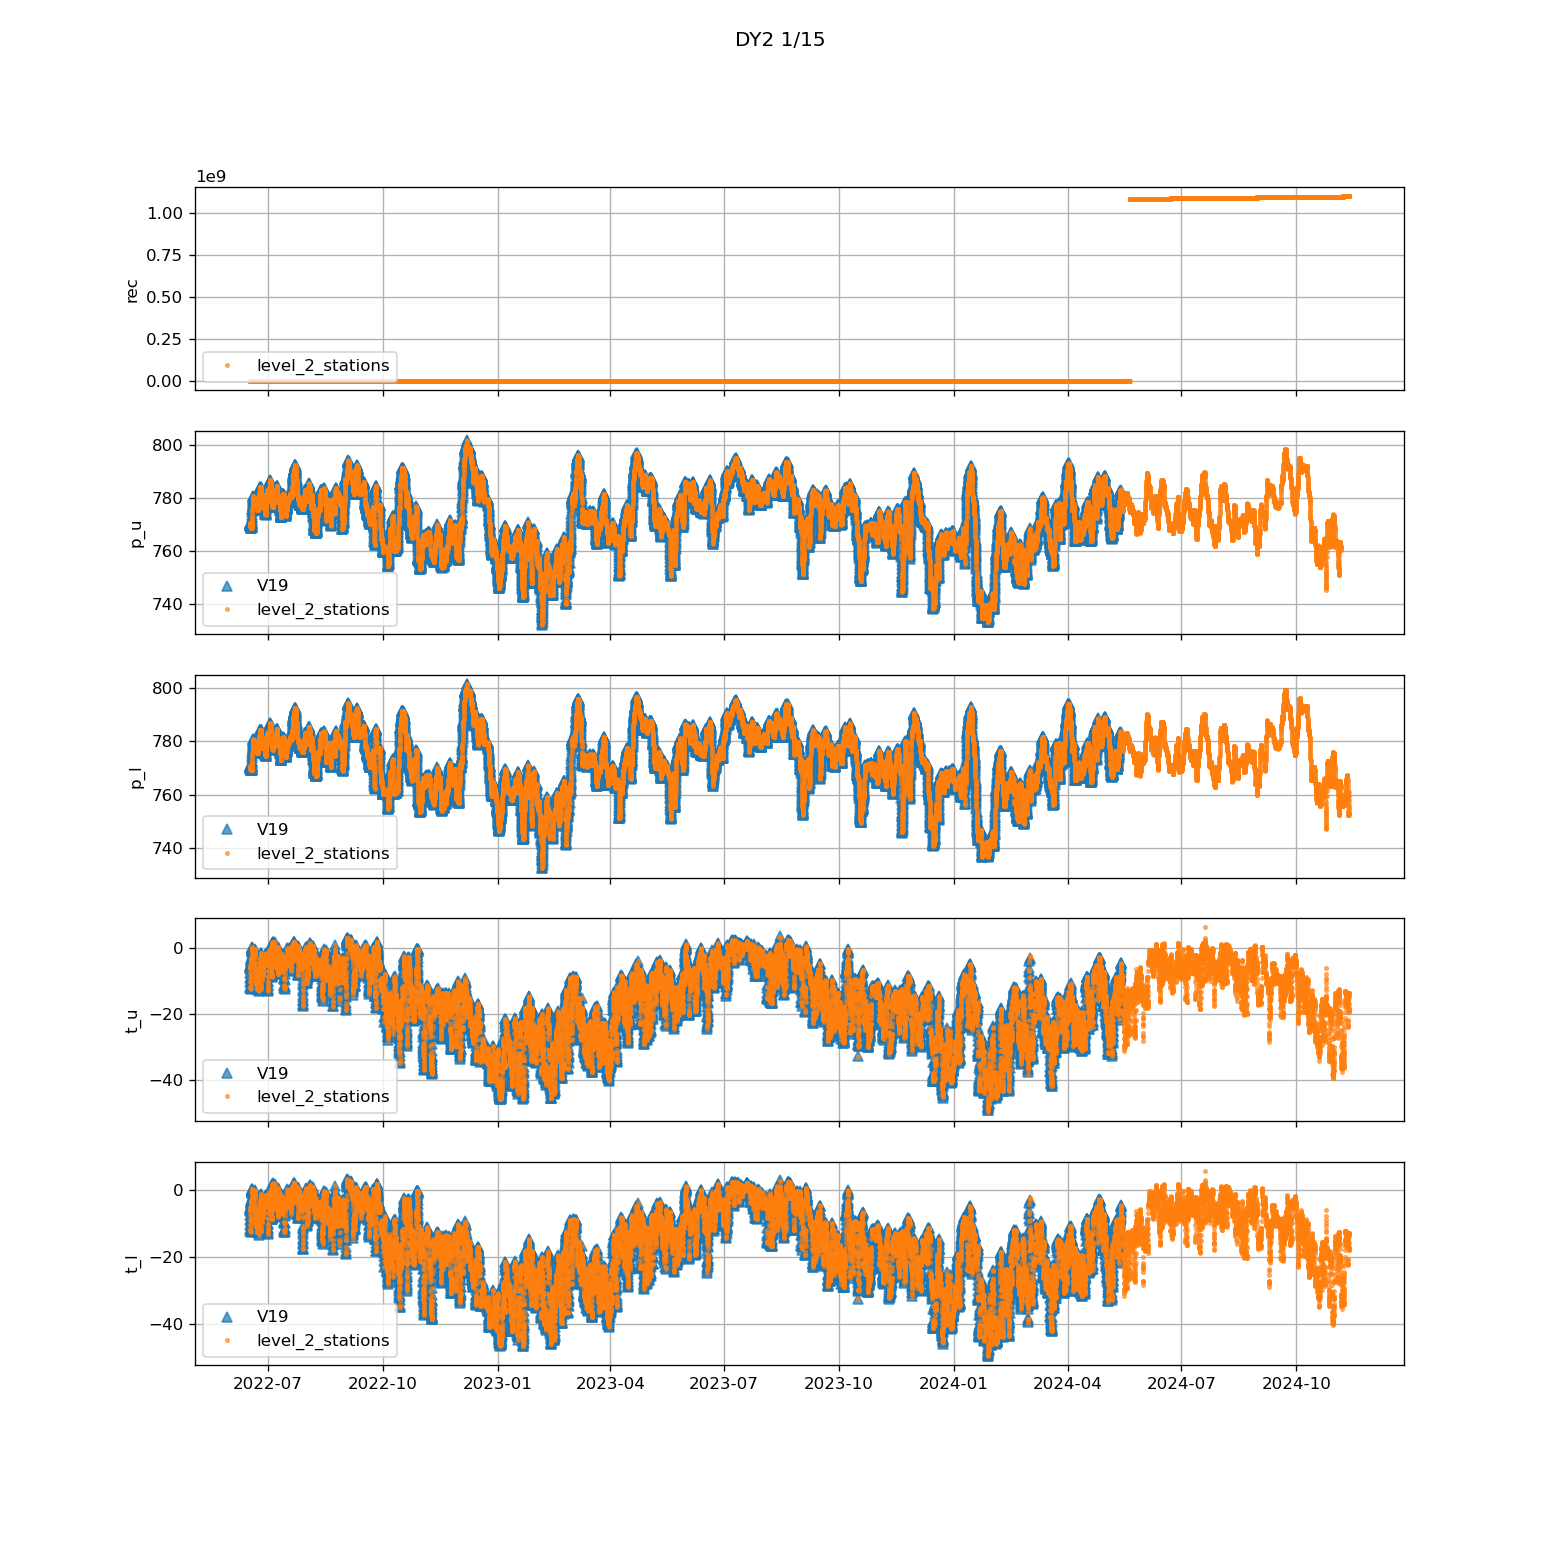 DY2 1/15
1e9
1.00
0.75
0.50
0.25
0.00
rec
level_2_stations
800
780
760
740
p_u
V19
level_2_stations
800
780
760
740
p_l
V19
level_2_stations
0
−20
−40
t_u
V19
level_2_stations
0
−20
−40
t_l
V19
level_2_stations
2022-07 2022-10 2023-01 2023-04 2023-07 2023-10 2024-01 2024-04 2024-07 2024-10